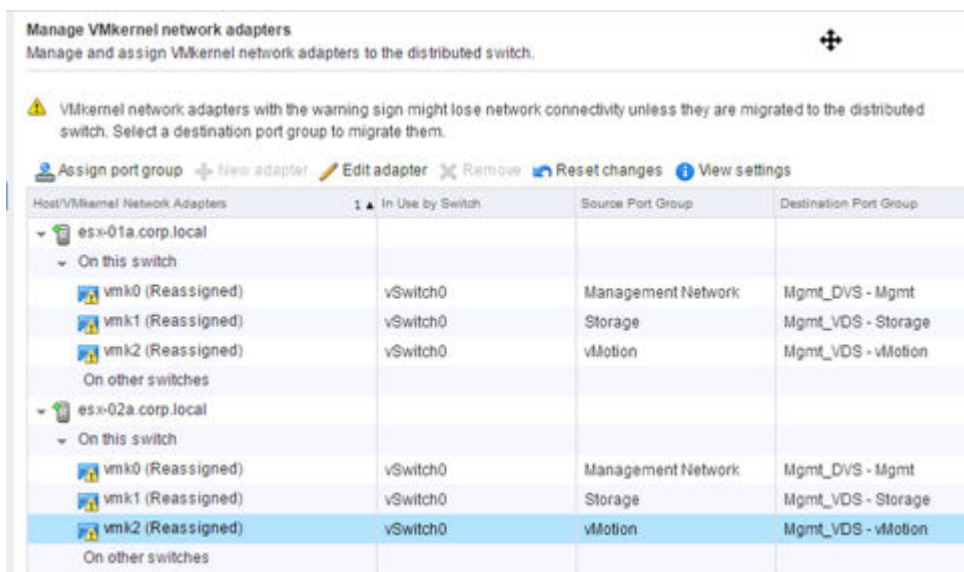 Manage VMkernel network adapters
Manage and assign VMkernel network adapters to the distributed switch.
VMkernel network adapters with the warning sign might lose network connectivity unless they are migrated to the distributed
switch. Select a destination port group to migrate them.
Assign port group New adapter Edit adapter Remove Reset changes View settings
Host/VMkernel Network Adapters 1 ▲ In Use by Switch Source Port Group Destination Port Group
esx-01a.corp.local
On this switch
vmk0 (Reassigned) vSwitch0 Management Network Mgmt_DVS - Mgmt
vmk1 (Reassigned) vSwitch0 Storage Mgmt_VDS - Storage
vmk2 (Reassigned) vSwitch0 vMotion Mgmt_VDS - vMotion
On other switches
esx-02a.corp.local
On this switch
vmk0 (Reassigned) vSwitch0 Management Network Mgmt_DVS - Mgmt
vmk1 (Reassigned) vSwitch0 Storage Mgmt_VDS - Storage
vmk2 (Reassigned) vSwitch0 vMotion Mgmt_VDS - vMotion
On other switches